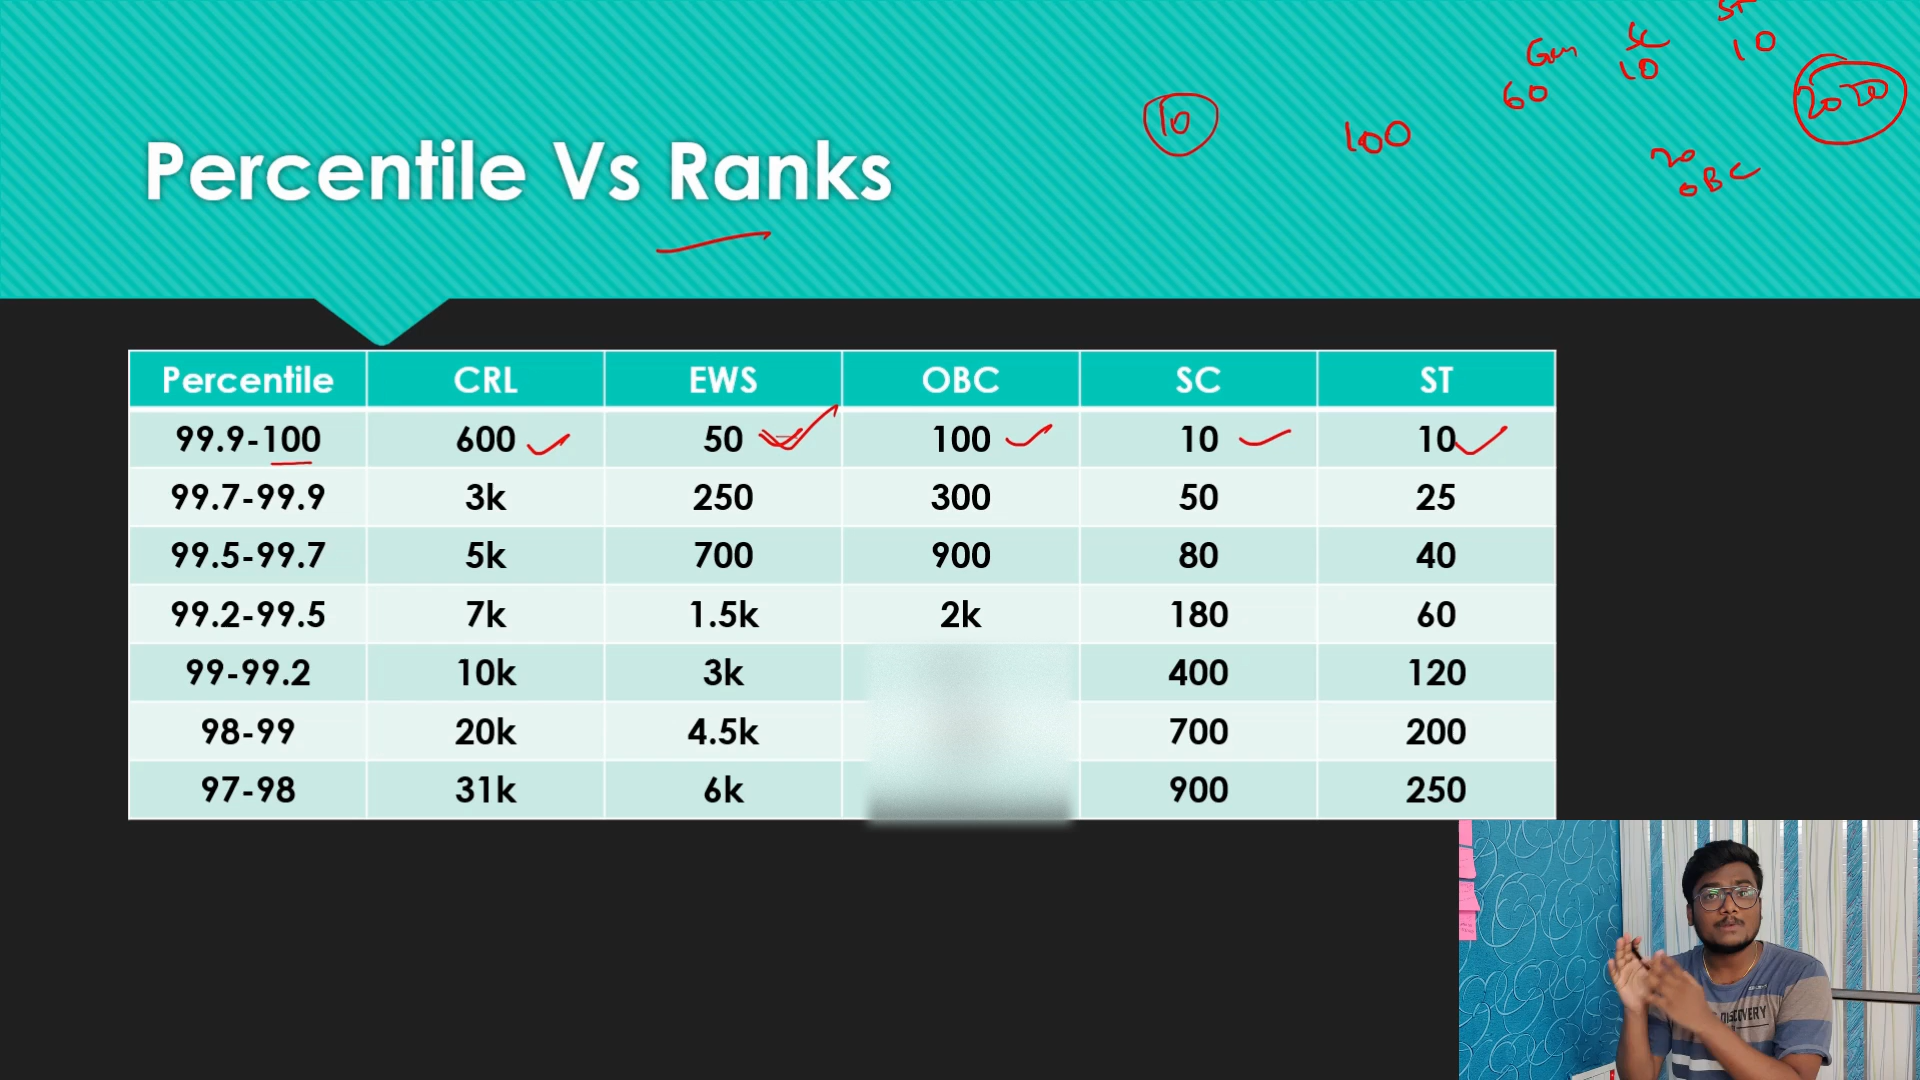 ST
Gen SC 10
60 10
10 100
20
OBC
Percentile Vs Ranks
Percentile CRL EWS OBC SC ST
99.9-100 600 50 100 10 10
99.7-99.9 3k 250 300 50 25
99.5-99.7 5k 700 900 80 40
99.2-99.5 7k 1.5k 2k 180 60
99-99.2 10k 3k 400 120
98-99 20k 4.5k 700 200
97-98 31k 6k 900 250
DISCOVERY